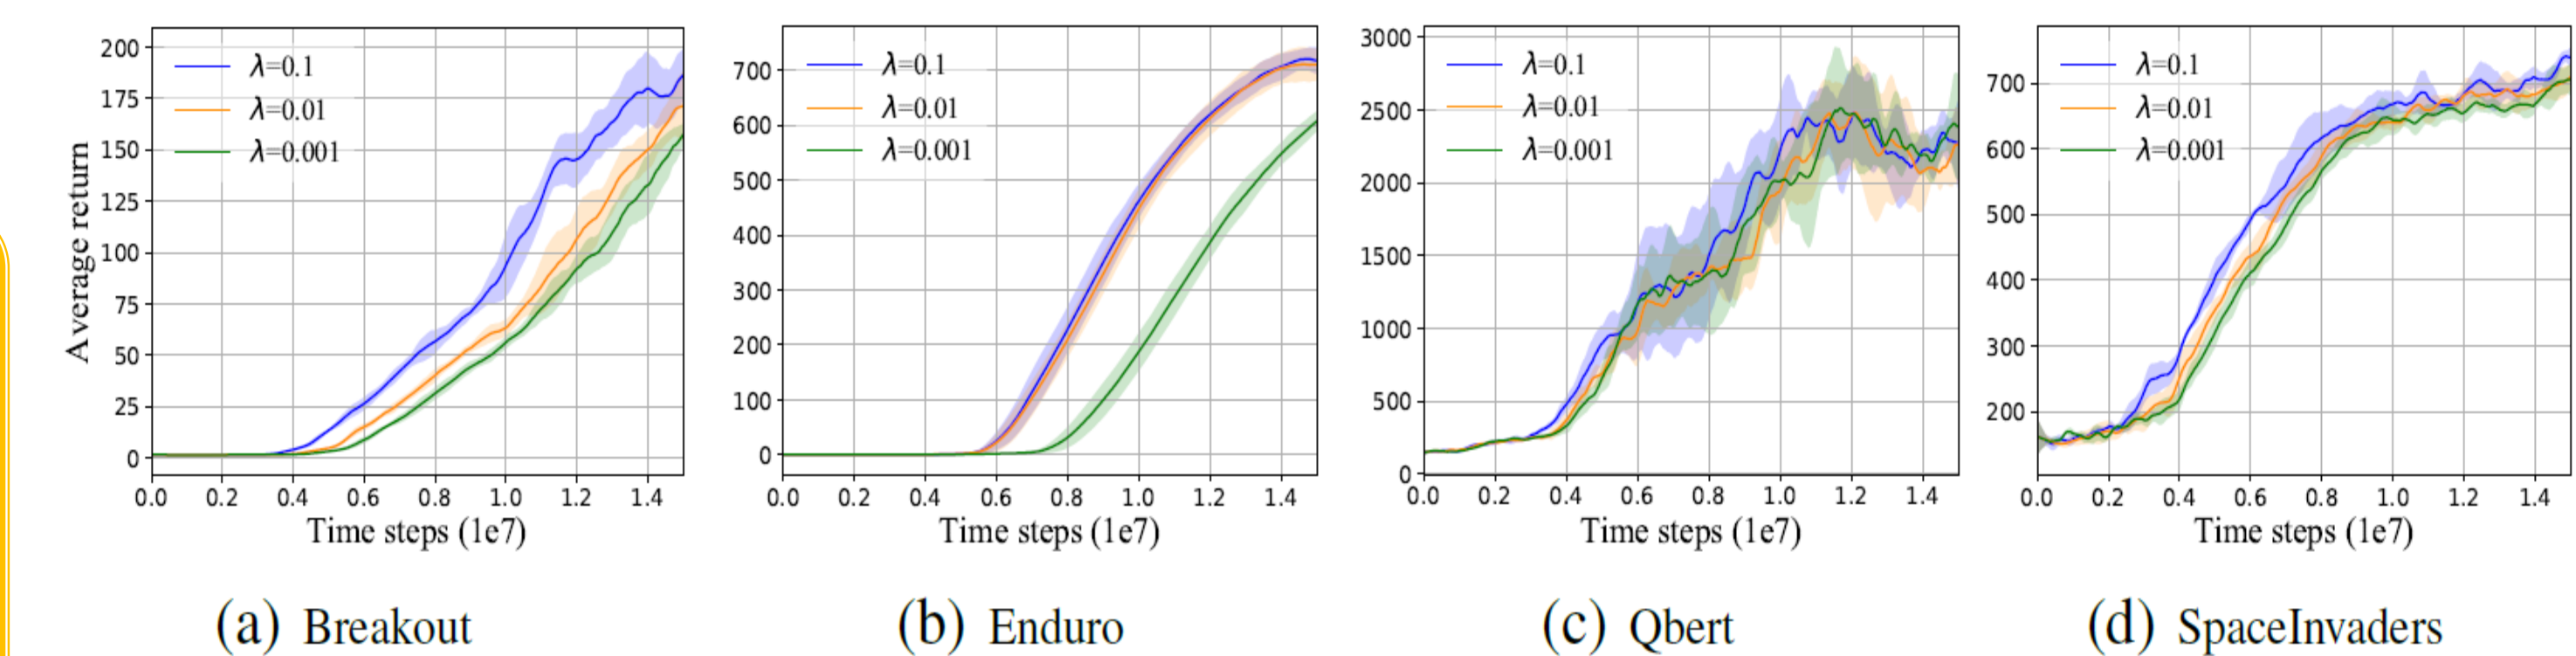 Average return
200
175
150
125
100
75
50
25
0
λ=0.1
λ=0.01
λ=0.001
0.0 0.2 0.4 0.6 0.8 1.0 1.2 1.4
Time steps (1e7)
(a) Breakout
700
600
500
400
300
200
100
0
λ=0.1
λ=0.01
λ=0.001
0.0 0.2 0.4 0.6 0.8 1.0 1.2 1.4
Time steps (1e7)
(b) Enduro
3000
2500
2000
1500
1000
500
0
λ=0.1
λ=0.01
λ=0.001
0.0 0.2 0.4 0.6 0.8 1.0 1.2 1.4
Time steps (1e7)
(c) Qbert
700
600
500
400
300
200
λ=0.1
λ=0.01
λ=0.001
0.0 0.2 0.4 0.6 0.8 1.0 1.2 1.4
Time steps (1e7)
(d) SpaceInvaders